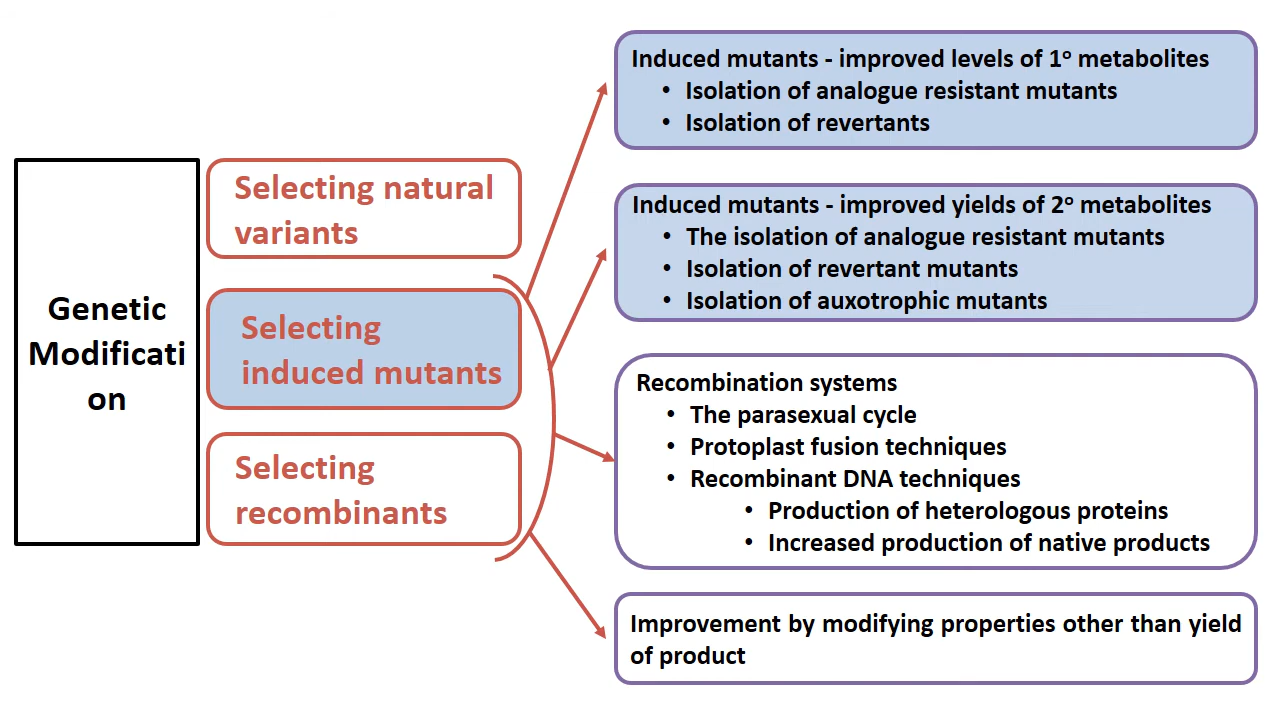 Genetic
Modificati
on
Selecting natural
variants
Selecting
induced mutants
Selecting
recombinants
Induced mutants - improved levels of 1º metabolites
• Isolation of analogue resistant mutants
• Isolation of revertants
Induced mutants - improved yields of 2º metabolites
• The isolation of analogue resistant mutants
• Isolation of revertant mutants
• Isolation of auxotrophic mutants
Recombination systems
• The parasexual cycle
• Protoplast fusion techniques
• Recombinant DNA techniques
• Production of heterologous proteins
• Increased production of native products
Improvement by modifying properties other than yield
of product